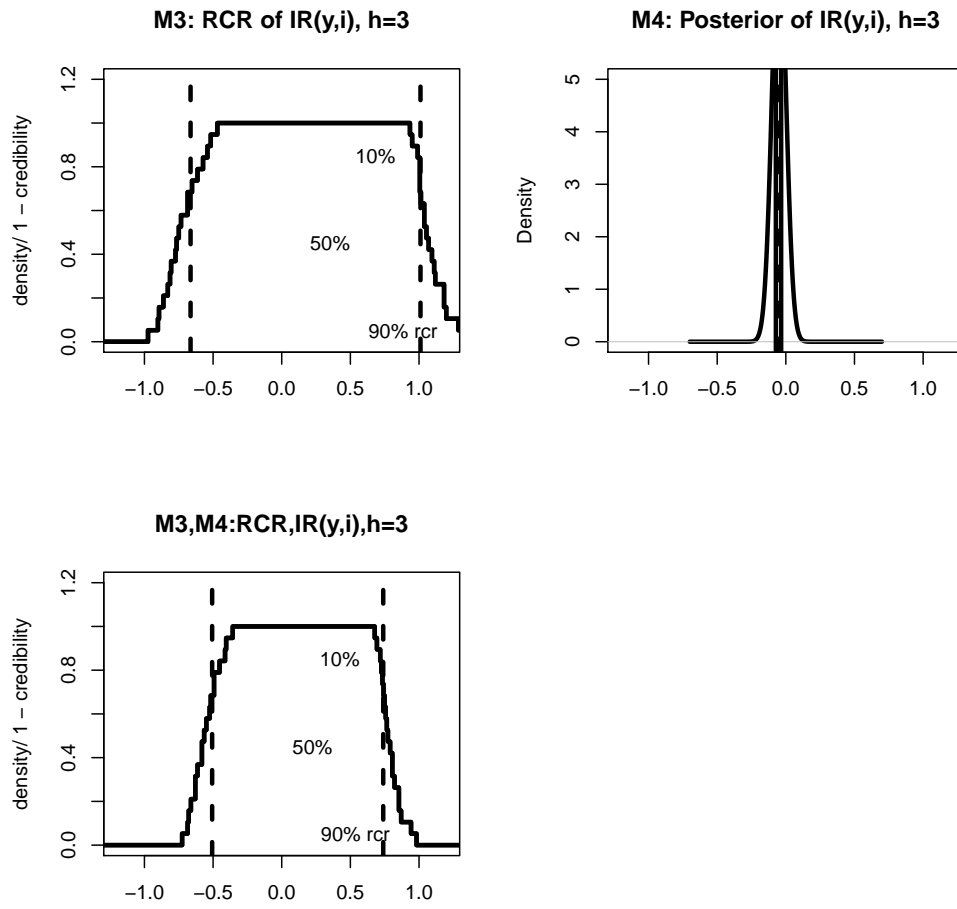 M3: RCR of IR(y,i), h=3
density/ 1 − credibility
1.2
0.8
0.4
0.0
10%
50%
90% rcr
−1.0 −0.5 0.0 0.5 1.0
M4: Posterior of IR(y,i), h=3
Density
5
4
3
2
1
0
−1.0 −0.5 0.0 0.5 1.0
M3,M4:RCR,IR(y,i),h=3
density/ 1 − credibility
1.2
0.8
0.4
0.0
10%
50%
90% rcr
−1.0 −0.5 0.0 0.5 1.0